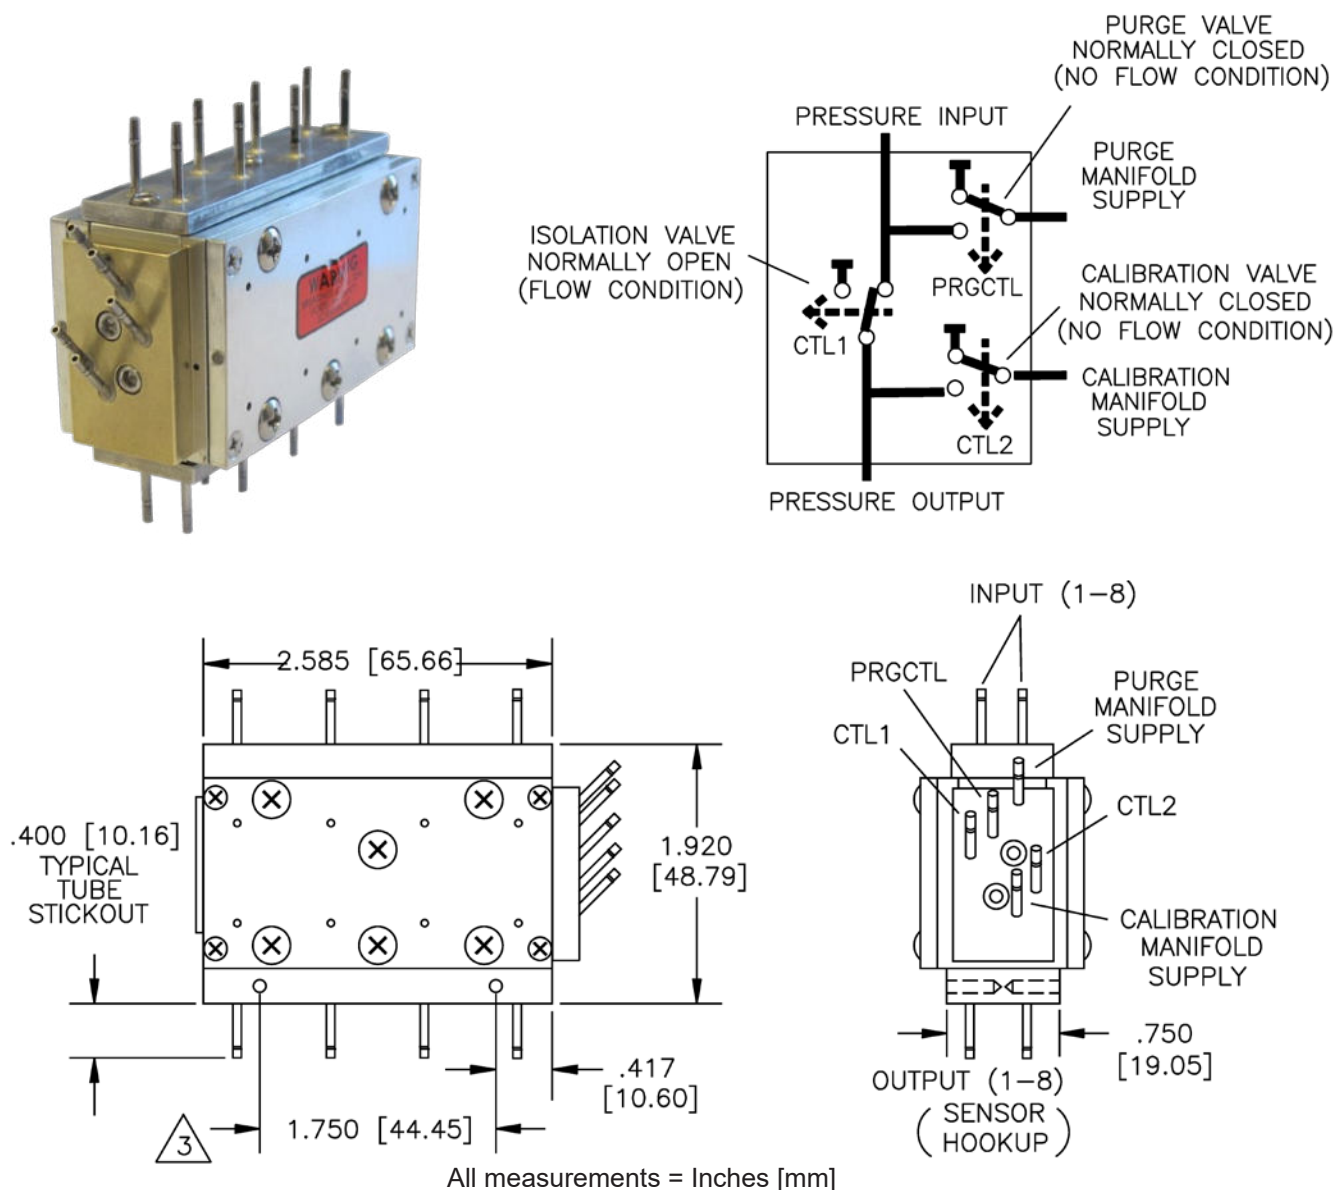 PURGE VALVE
NORMALLY CLOSED
(NO FLOW CONDITION)
PRESSURE INPUT
PURGE
MANIFOLD
SUPPLY
ISOLATION VALVE
NORMALLY OPEN
(FLOW CONDITION)
PRGCTL
CALIBRATION VALVE
NORMALLY CLOSED
(NO FLOW CONDITION)
CTL1
CALIBRATION
MANIFOLD
SUPPLY
CTL2
PRESSURE OUTPUT
WARNING
2.585 [65.66]
.400 [10.16]
TYPICAL
TUBE
STICKOUT
1.920
[48.79]
.417
[10.60]
3
1.750 [44.45]
INPUT (1-8)
PRGCTL
CTL1
PURGE
MANIFOLD
SUPPLY
CTL2
CALIBRATION
MANIFOLD
SUPPLY
.750
[19.05]
OUTPUT (1-8)
(SENSOR
HOOKUP)
All measurements = Inches [mm]